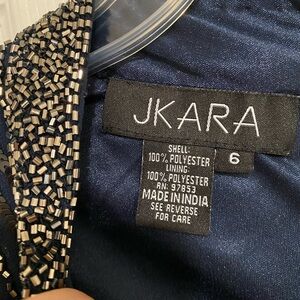 JKARA
SHELL:
100% POLYESTER
LINING:
100% POLYESTER
RN: 97853
MADE IN INDIA
SEE REVERSE
FOR CARE
6